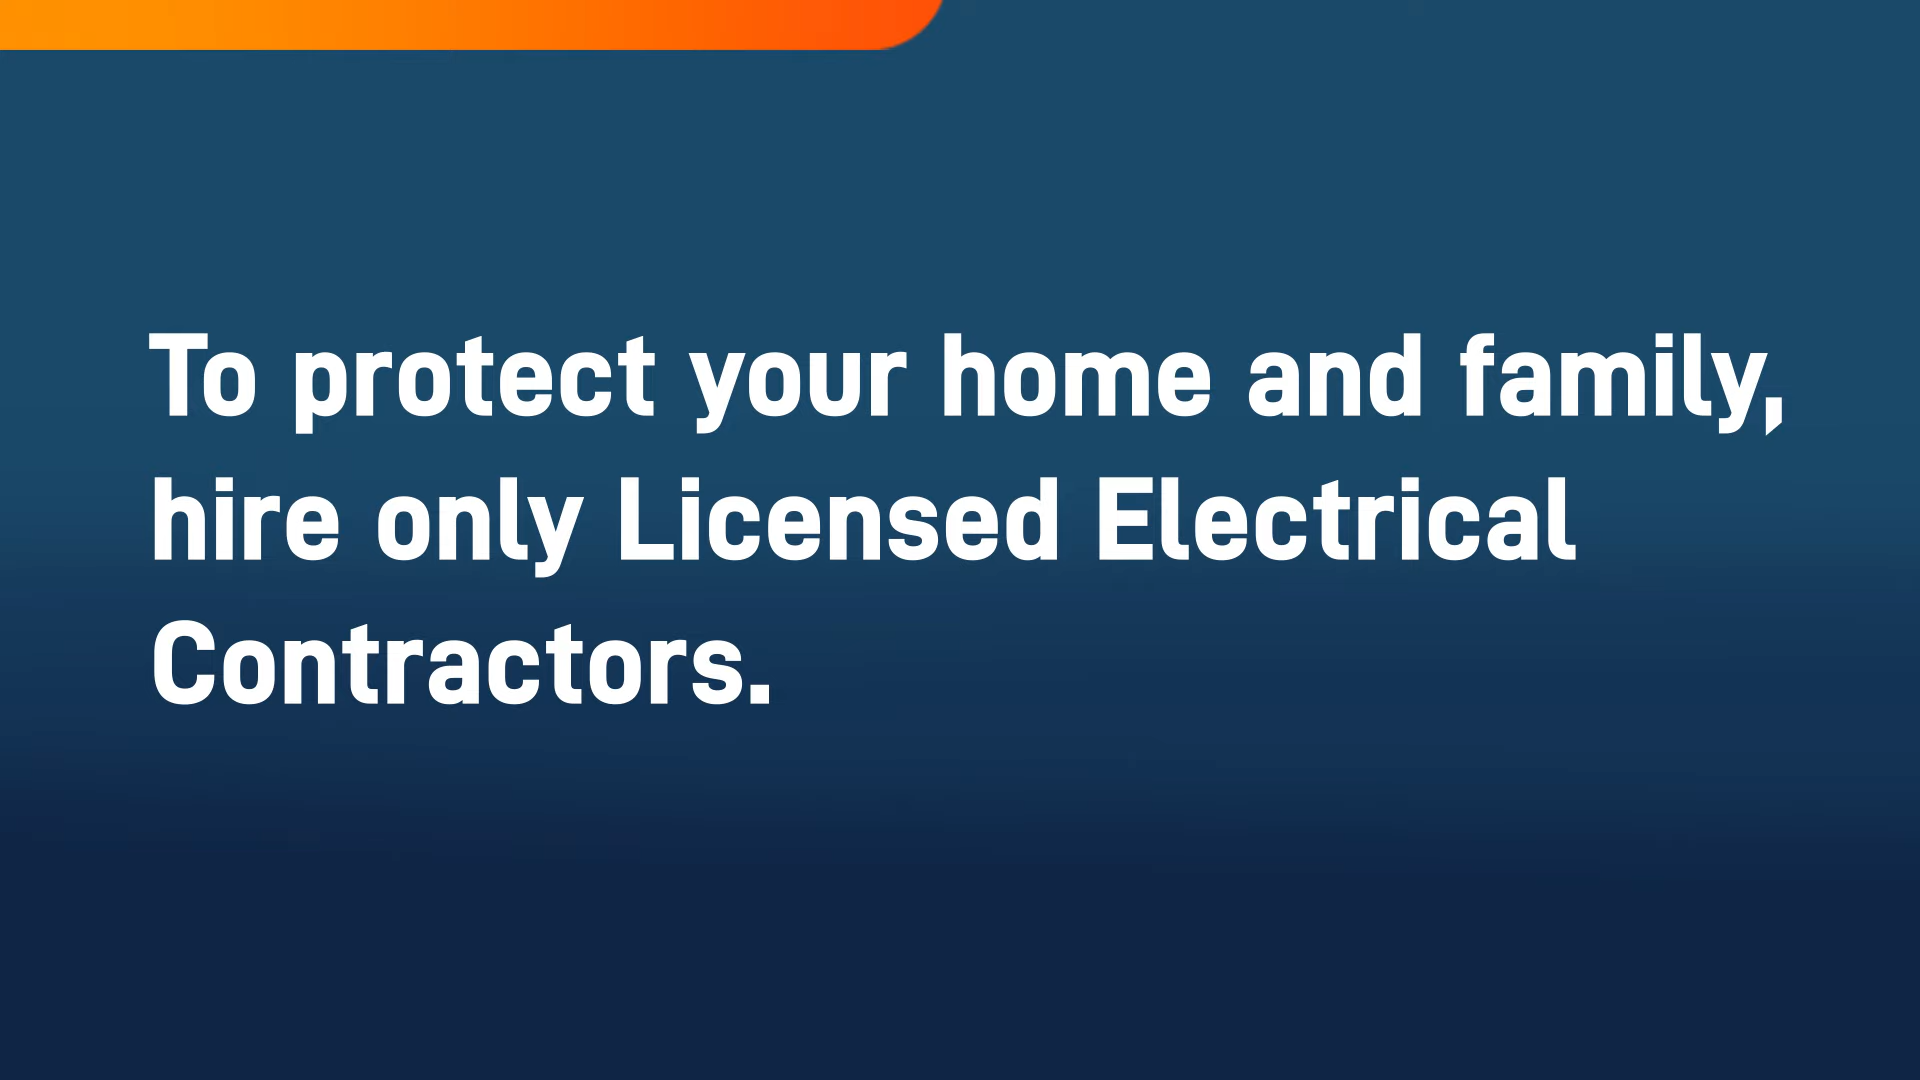 To protect your home and family,
hire only Licensed Electrical
Contractors.